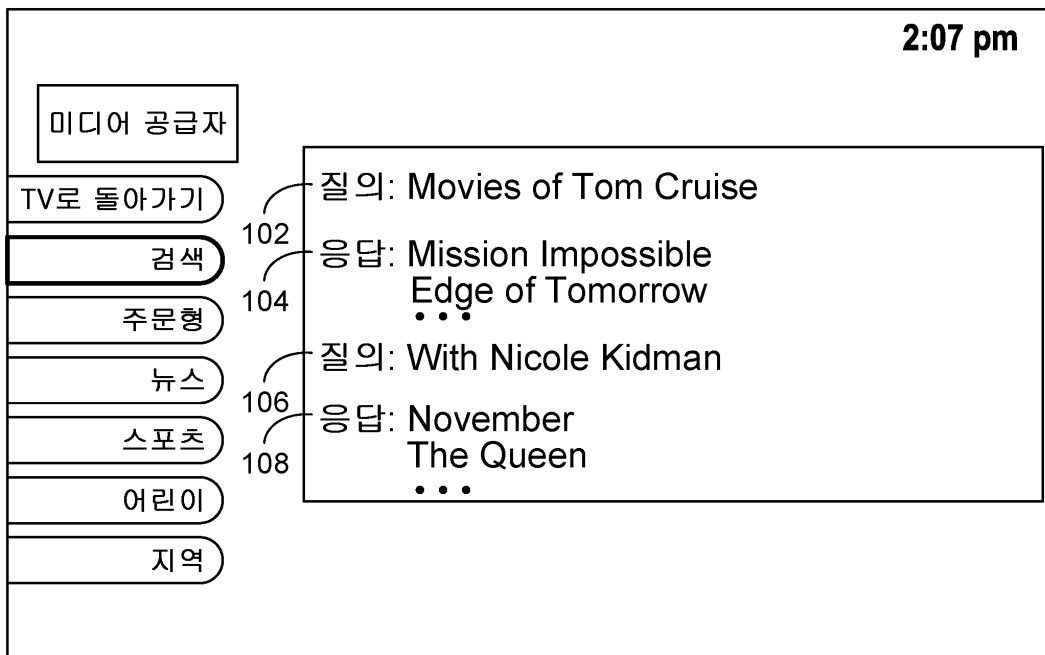 2:07 pm
미디어 공급자
TV로 돌아가기
검색
주문형
뉴스
스포츠
어린이
지역
102
질의: Movies of Tom Cruise
104
응답: Mission Impossible
Edge of Tomorrow
• • •
106
질의: With Nicole Kidman
108
응답: November
The Queen
• • •